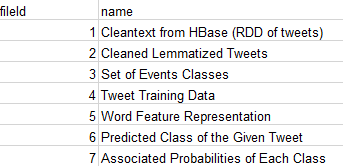 fileId name
1 Cleantext from HBase (RDD of tweets)
2 Cleaned Lemmatized Tweets
3 Set of Events Classes
4 Tweet Training Data
5 Word Feature Representation
6 Predicted Class of the Given Tweet
7 Associated Probabilities of Each Class